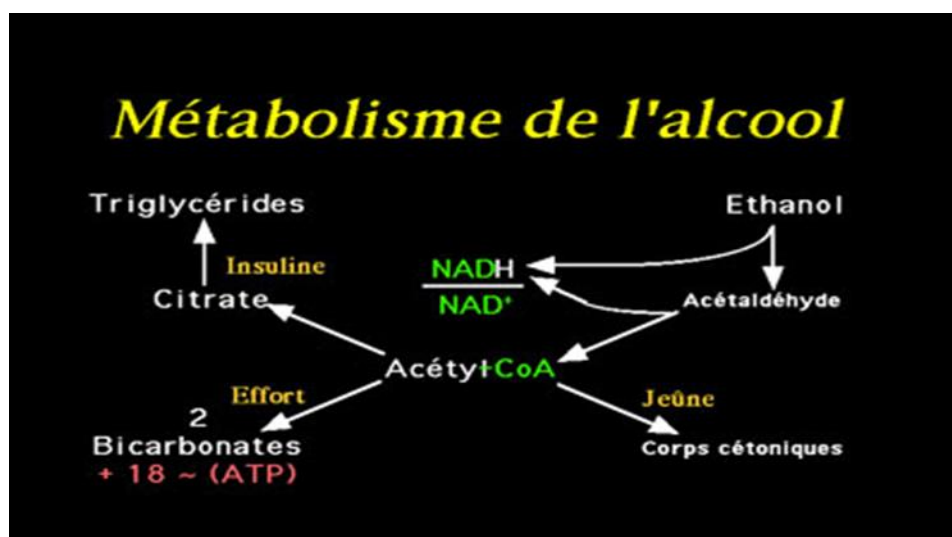 Métabolisme de l'alcool
Triglycérides
Ethanol
Insuline
NADH
NAD⁺
Citrate
Acétaldéhyde
Acétyl+CoA
Effort
Jeûne
2
Bicarbonates
Corps cétoniques
+ 18 ~ (ATP)